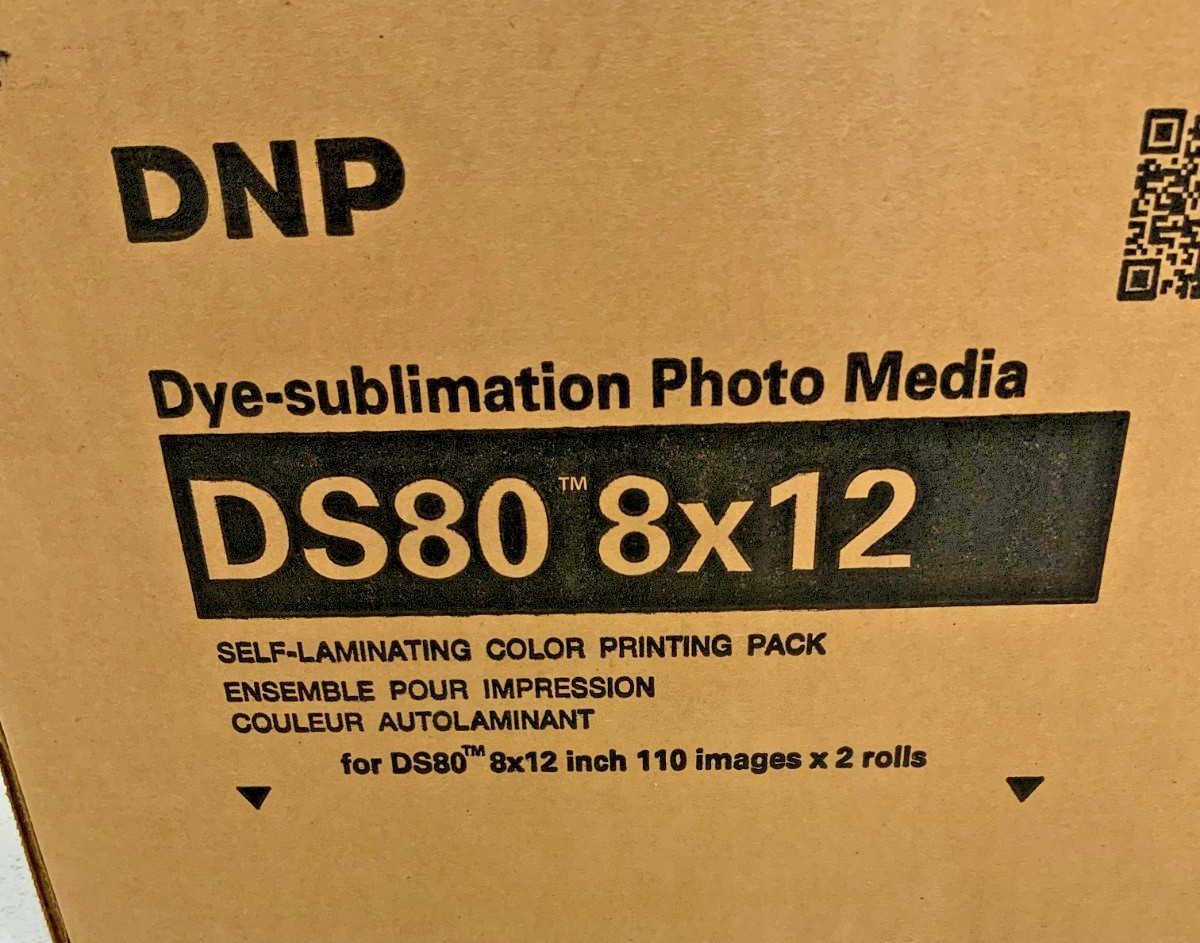 DNP
Dye-sublimation Photo Media
DS80™ 8x12
SELF-LAMINATING COLOR PRINTING PACK
ENSEMBLE POUR IMPRESSION
COULEUR AUTOLAMINANT
for DS80™ 8x12 inch 110 images x 2 rolls